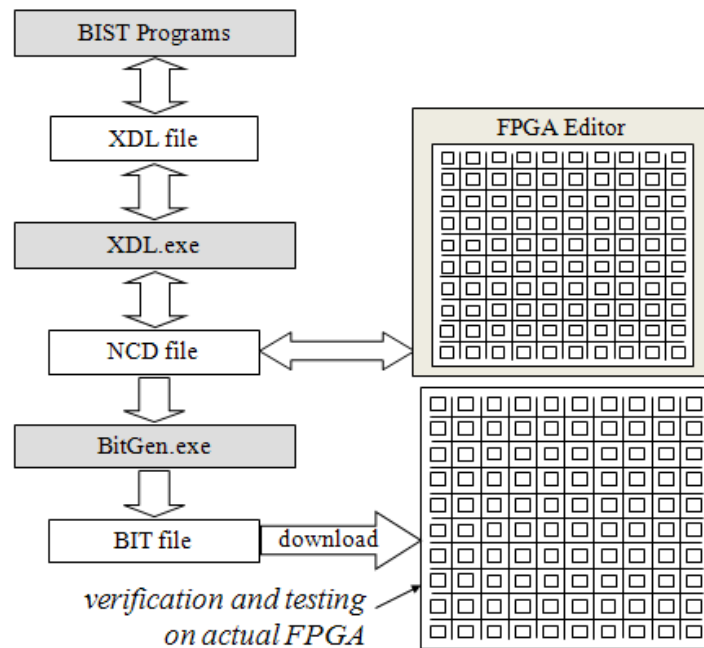 BIST Programs
XDL file
FPGA Editor
XDL.exe
NCD file
BitGen.exe
BIT file
download
verification and testing
on actual FPGA